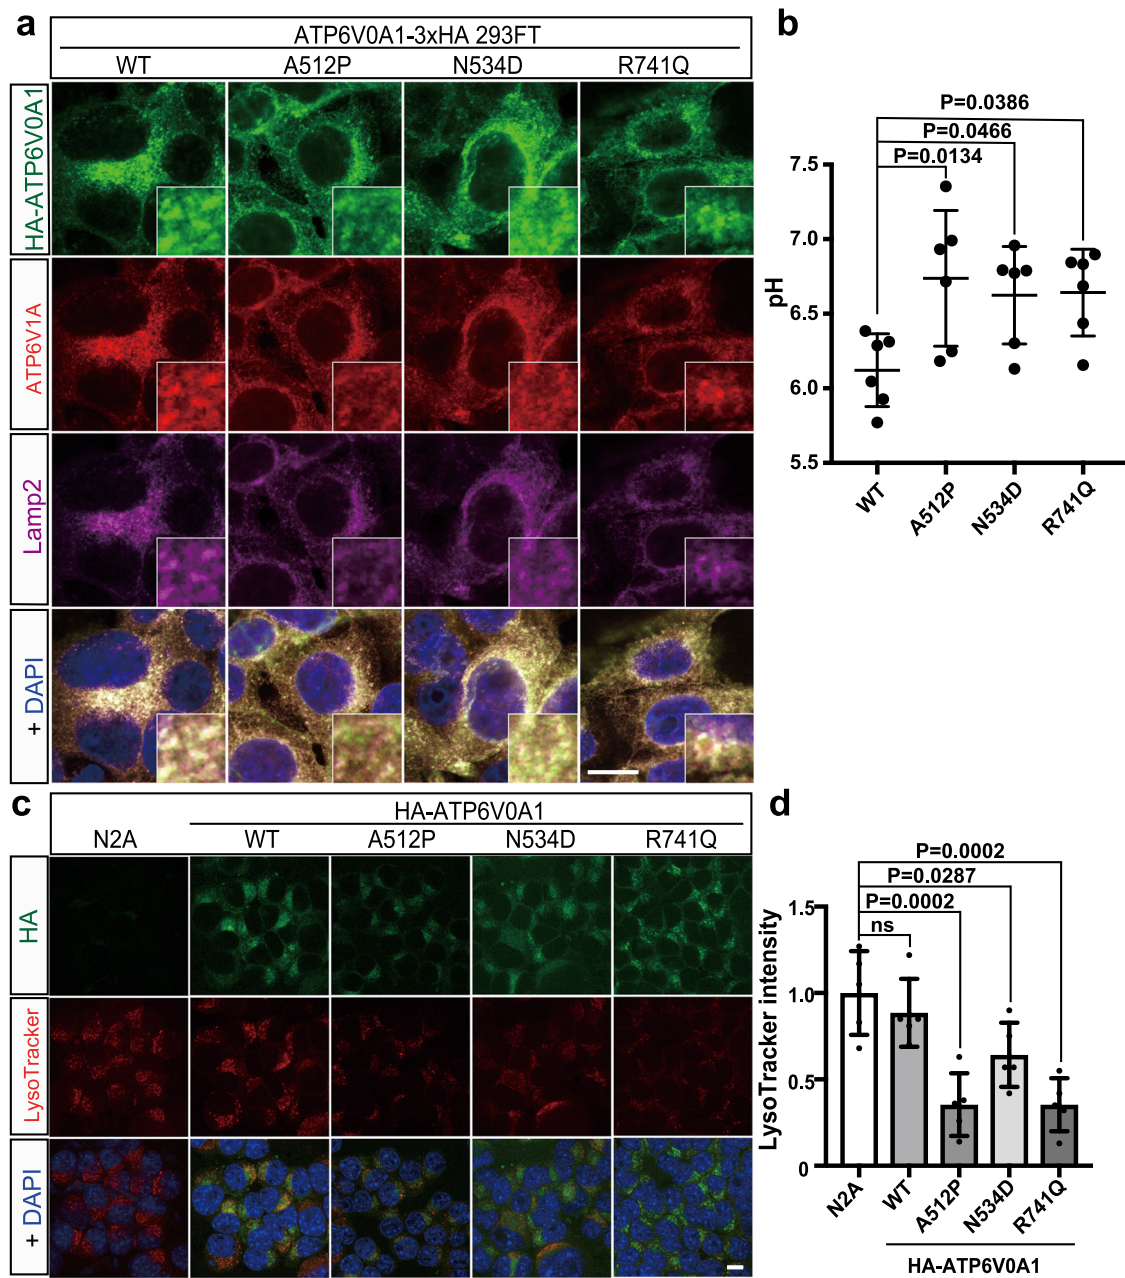 a
ATP6V0A1-3xHA 293FT
WT A512P N534D R741Q
HA-ATP6V0A1
ATP6V1A
Lamp2
+ DAPI
b
P=0.0386
P=0.0466
P=0.0134
pH
7.5
7.0
6.5
6.0
5.5
WT A512P N534D R741Q
c
HA-ATP6V0A1
N2A WT A512P N534D R741Q
HA
LysoTracker
+ DAPI
d
P=0.0002
P=0.0287
P=0.0002
ns
LysoTracker intensity
1.5
1.0
0.5
0
N2A WT A512P N534D R741Q
HA-ATP6V0A1